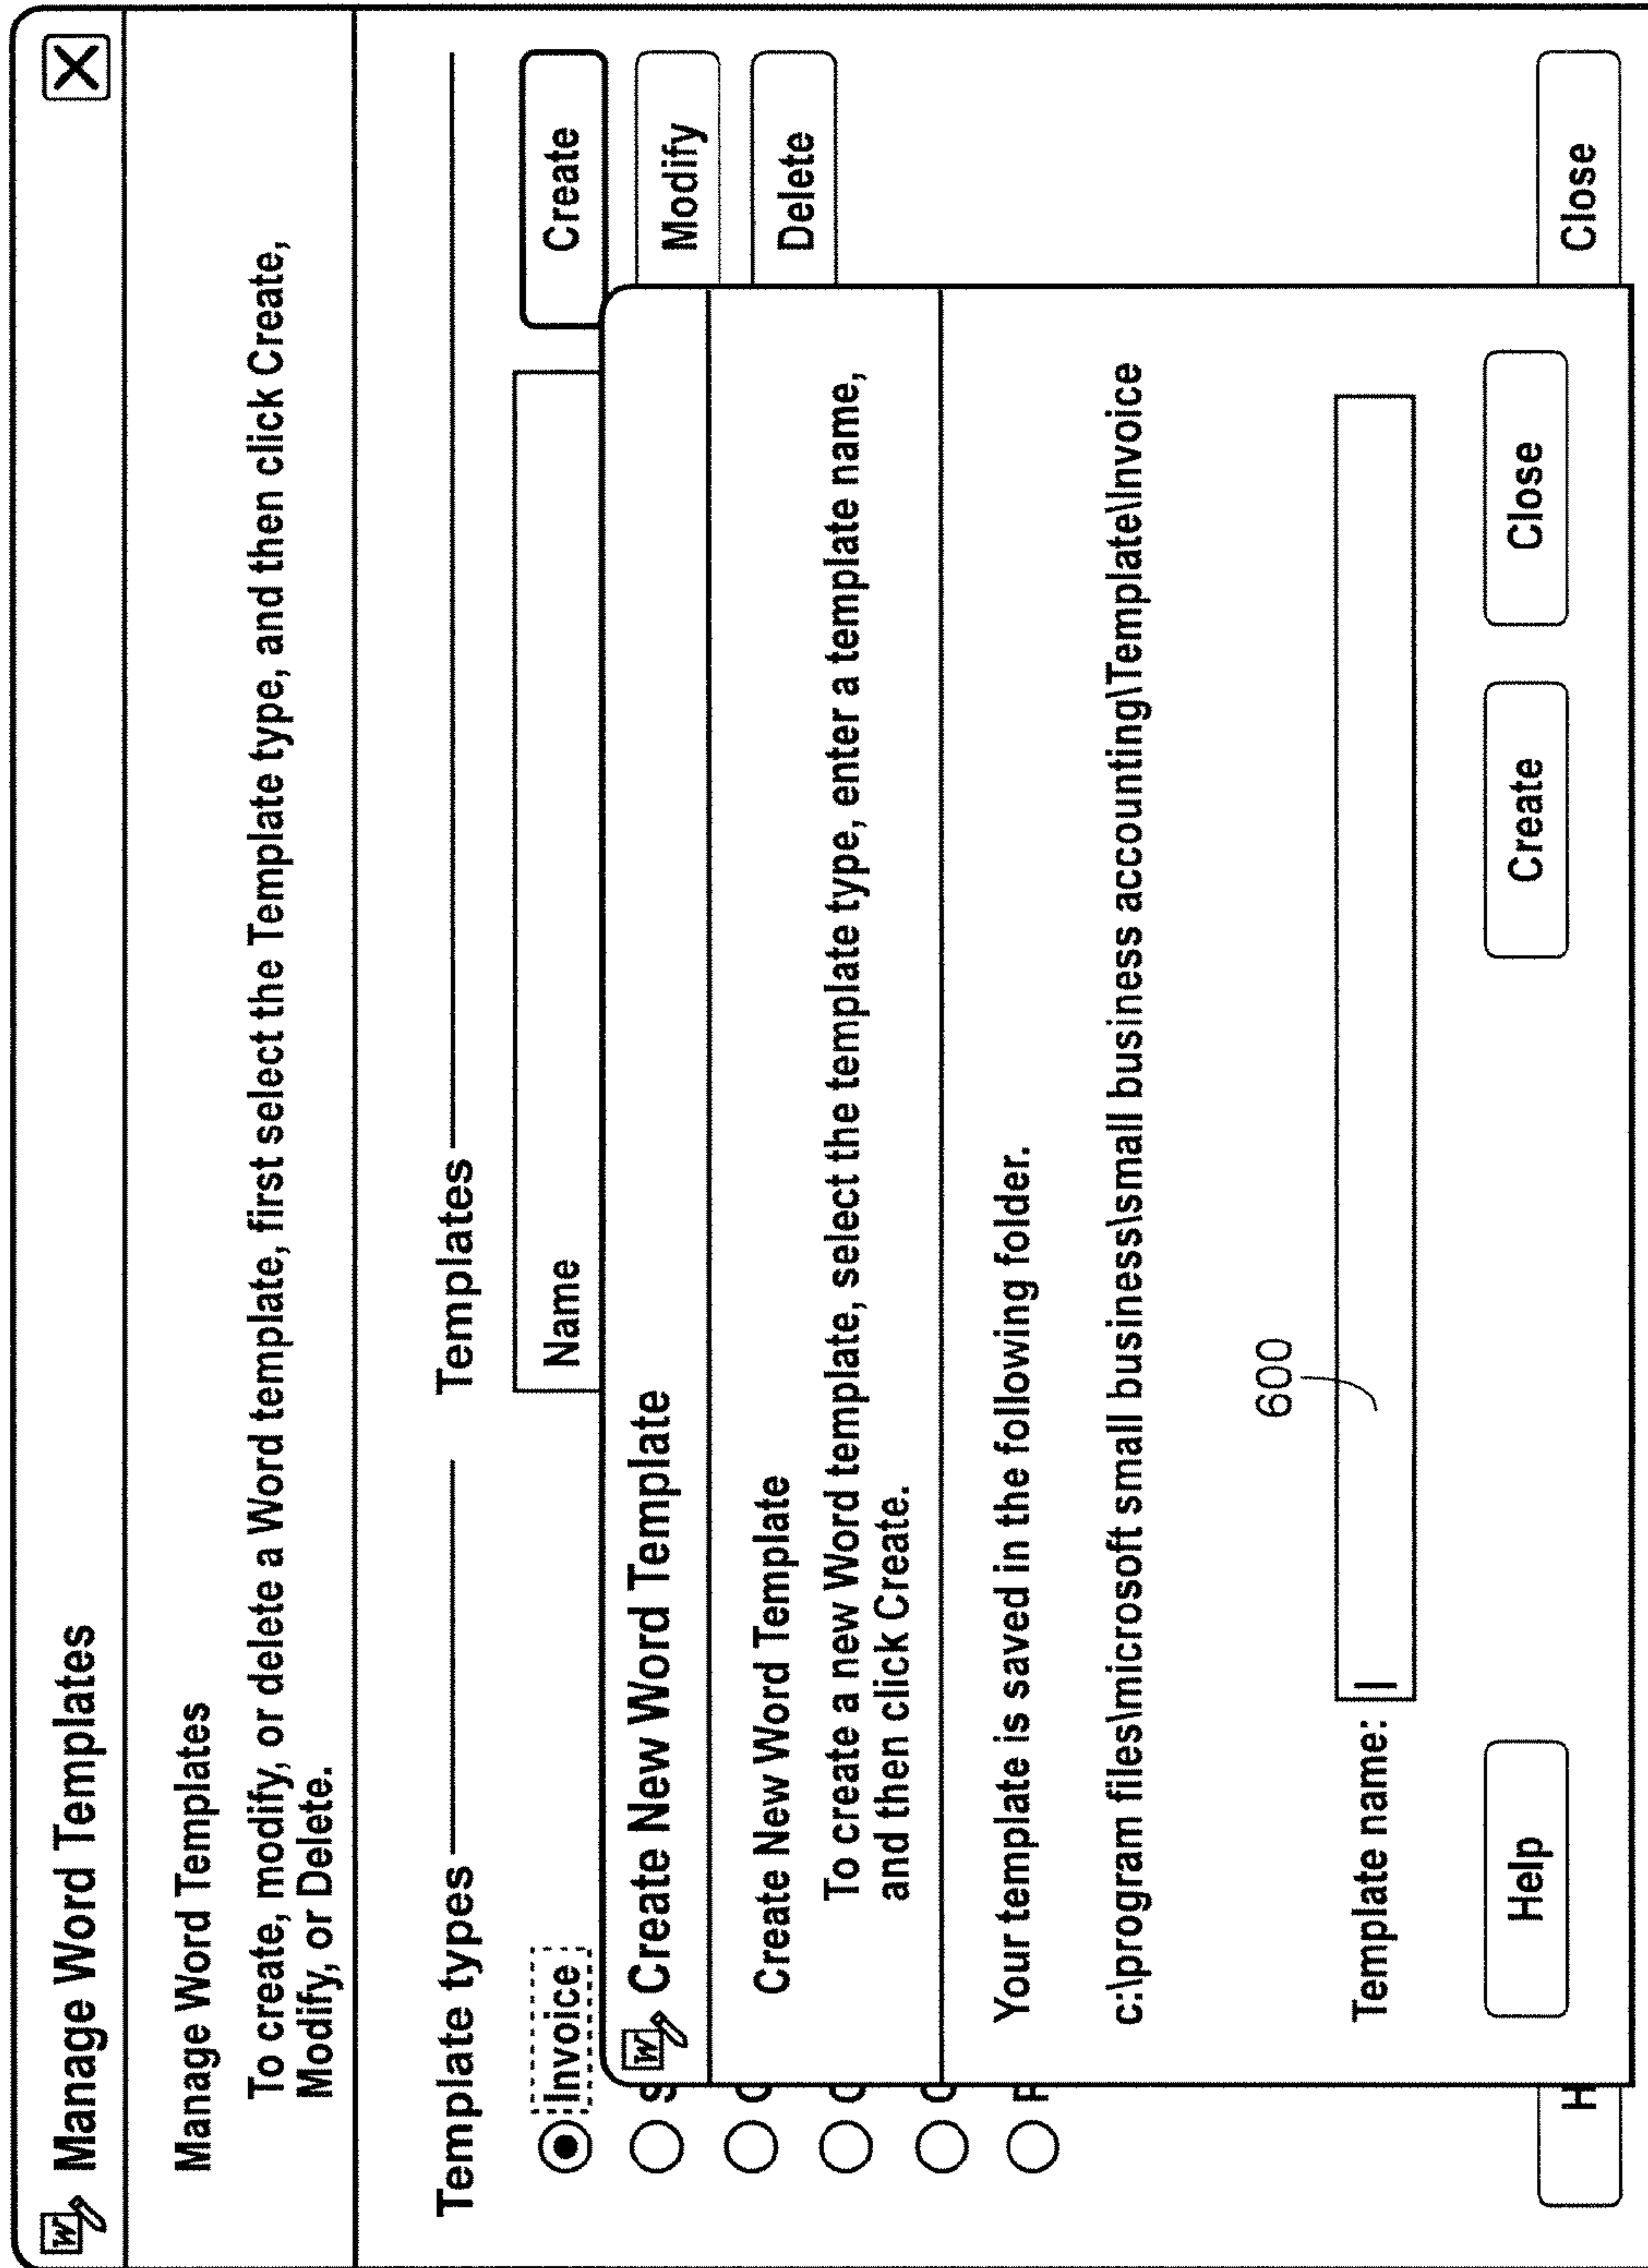 Manage Word Templates
Manage Word Templates
To create, modify, or delete a Word template, first select the Template type, and then click Create,
Modify, or Delete.
Template types
Templates
Invoice
Name
Create
Modify
Delete
Create New Word Template
Create New Word Template
To create a new Word template, select the template type, enter a template name,
and then click Create.
Your template is saved in the following folder.
c:\program files\microsoft small business\small business accounting\Template\Invoice
600
Template name:
Help
Create
Close
Close